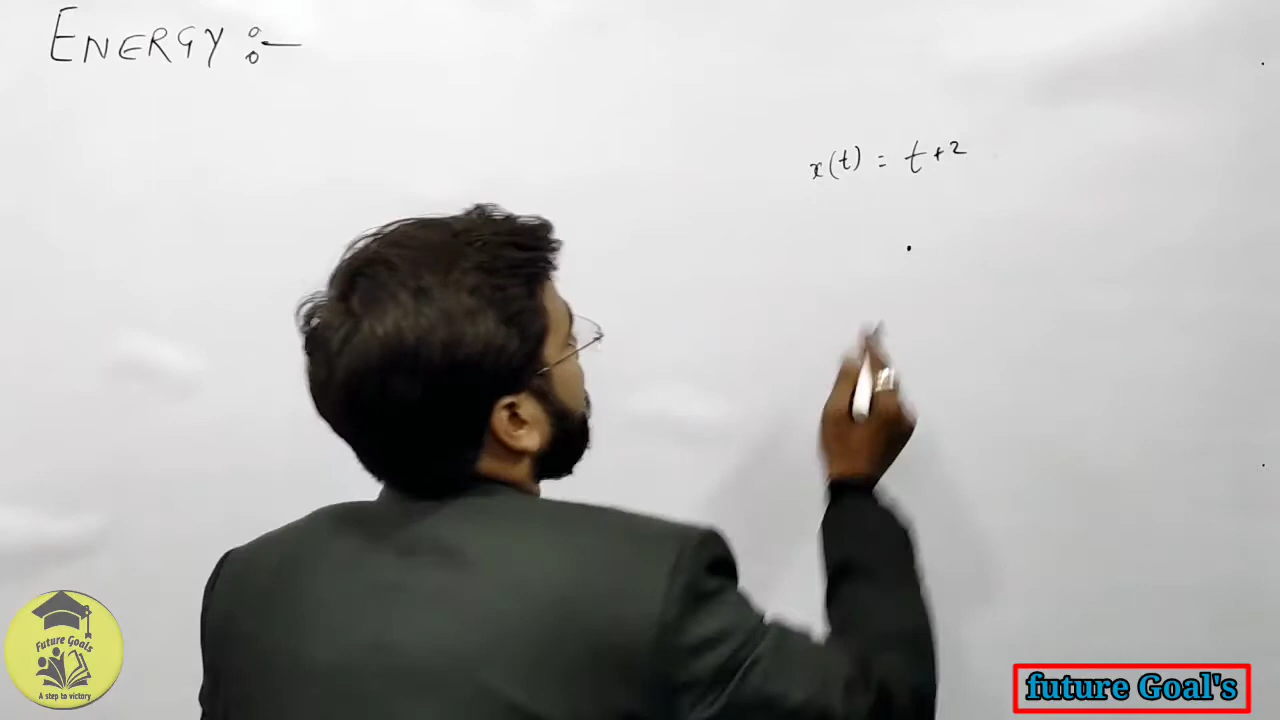 ENERGY :-
x(t) = t+2
Future Goals
A step to victory
future Goal's